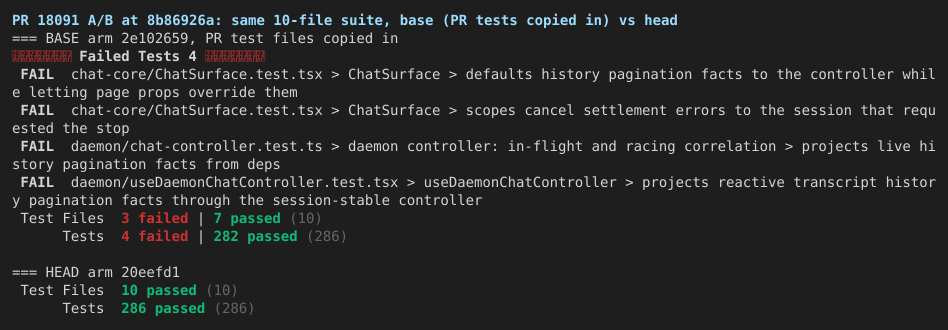 PR 18091 A/B at 8b86926a: same 10-file suite, base (PR tests copied in) vs head
=== BASE arm 2e102659, PR test files copied in
Failed Tests 4
FAIL  chat-core/ChatSurface.test.tsx > ChatSurface > defaults history pagination facts to the controller whil
e letting page props override them
FAIL  chat-core/ChatSurface.test.tsx > ChatSurface > scopes cancel settlement errors to the session that requ
ested the stop
FAIL  daemon/chat-controller.test.ts > daemon controller: in-flight and racing correlation > projects live hi
story pagination facts from deps
FAIL  daemon/useDaemonChatController.test.tsx > useDaemonChatController > projects reactive transcript histor
y pagination facts through the session-stable controller
Test Files  3 failed | 7 passed (10)
Tests  4 failed | 282 passed (286)
=== HEAD arm 20eefd1
Test Files  10 passed (10)
Tests  286 passed (286)